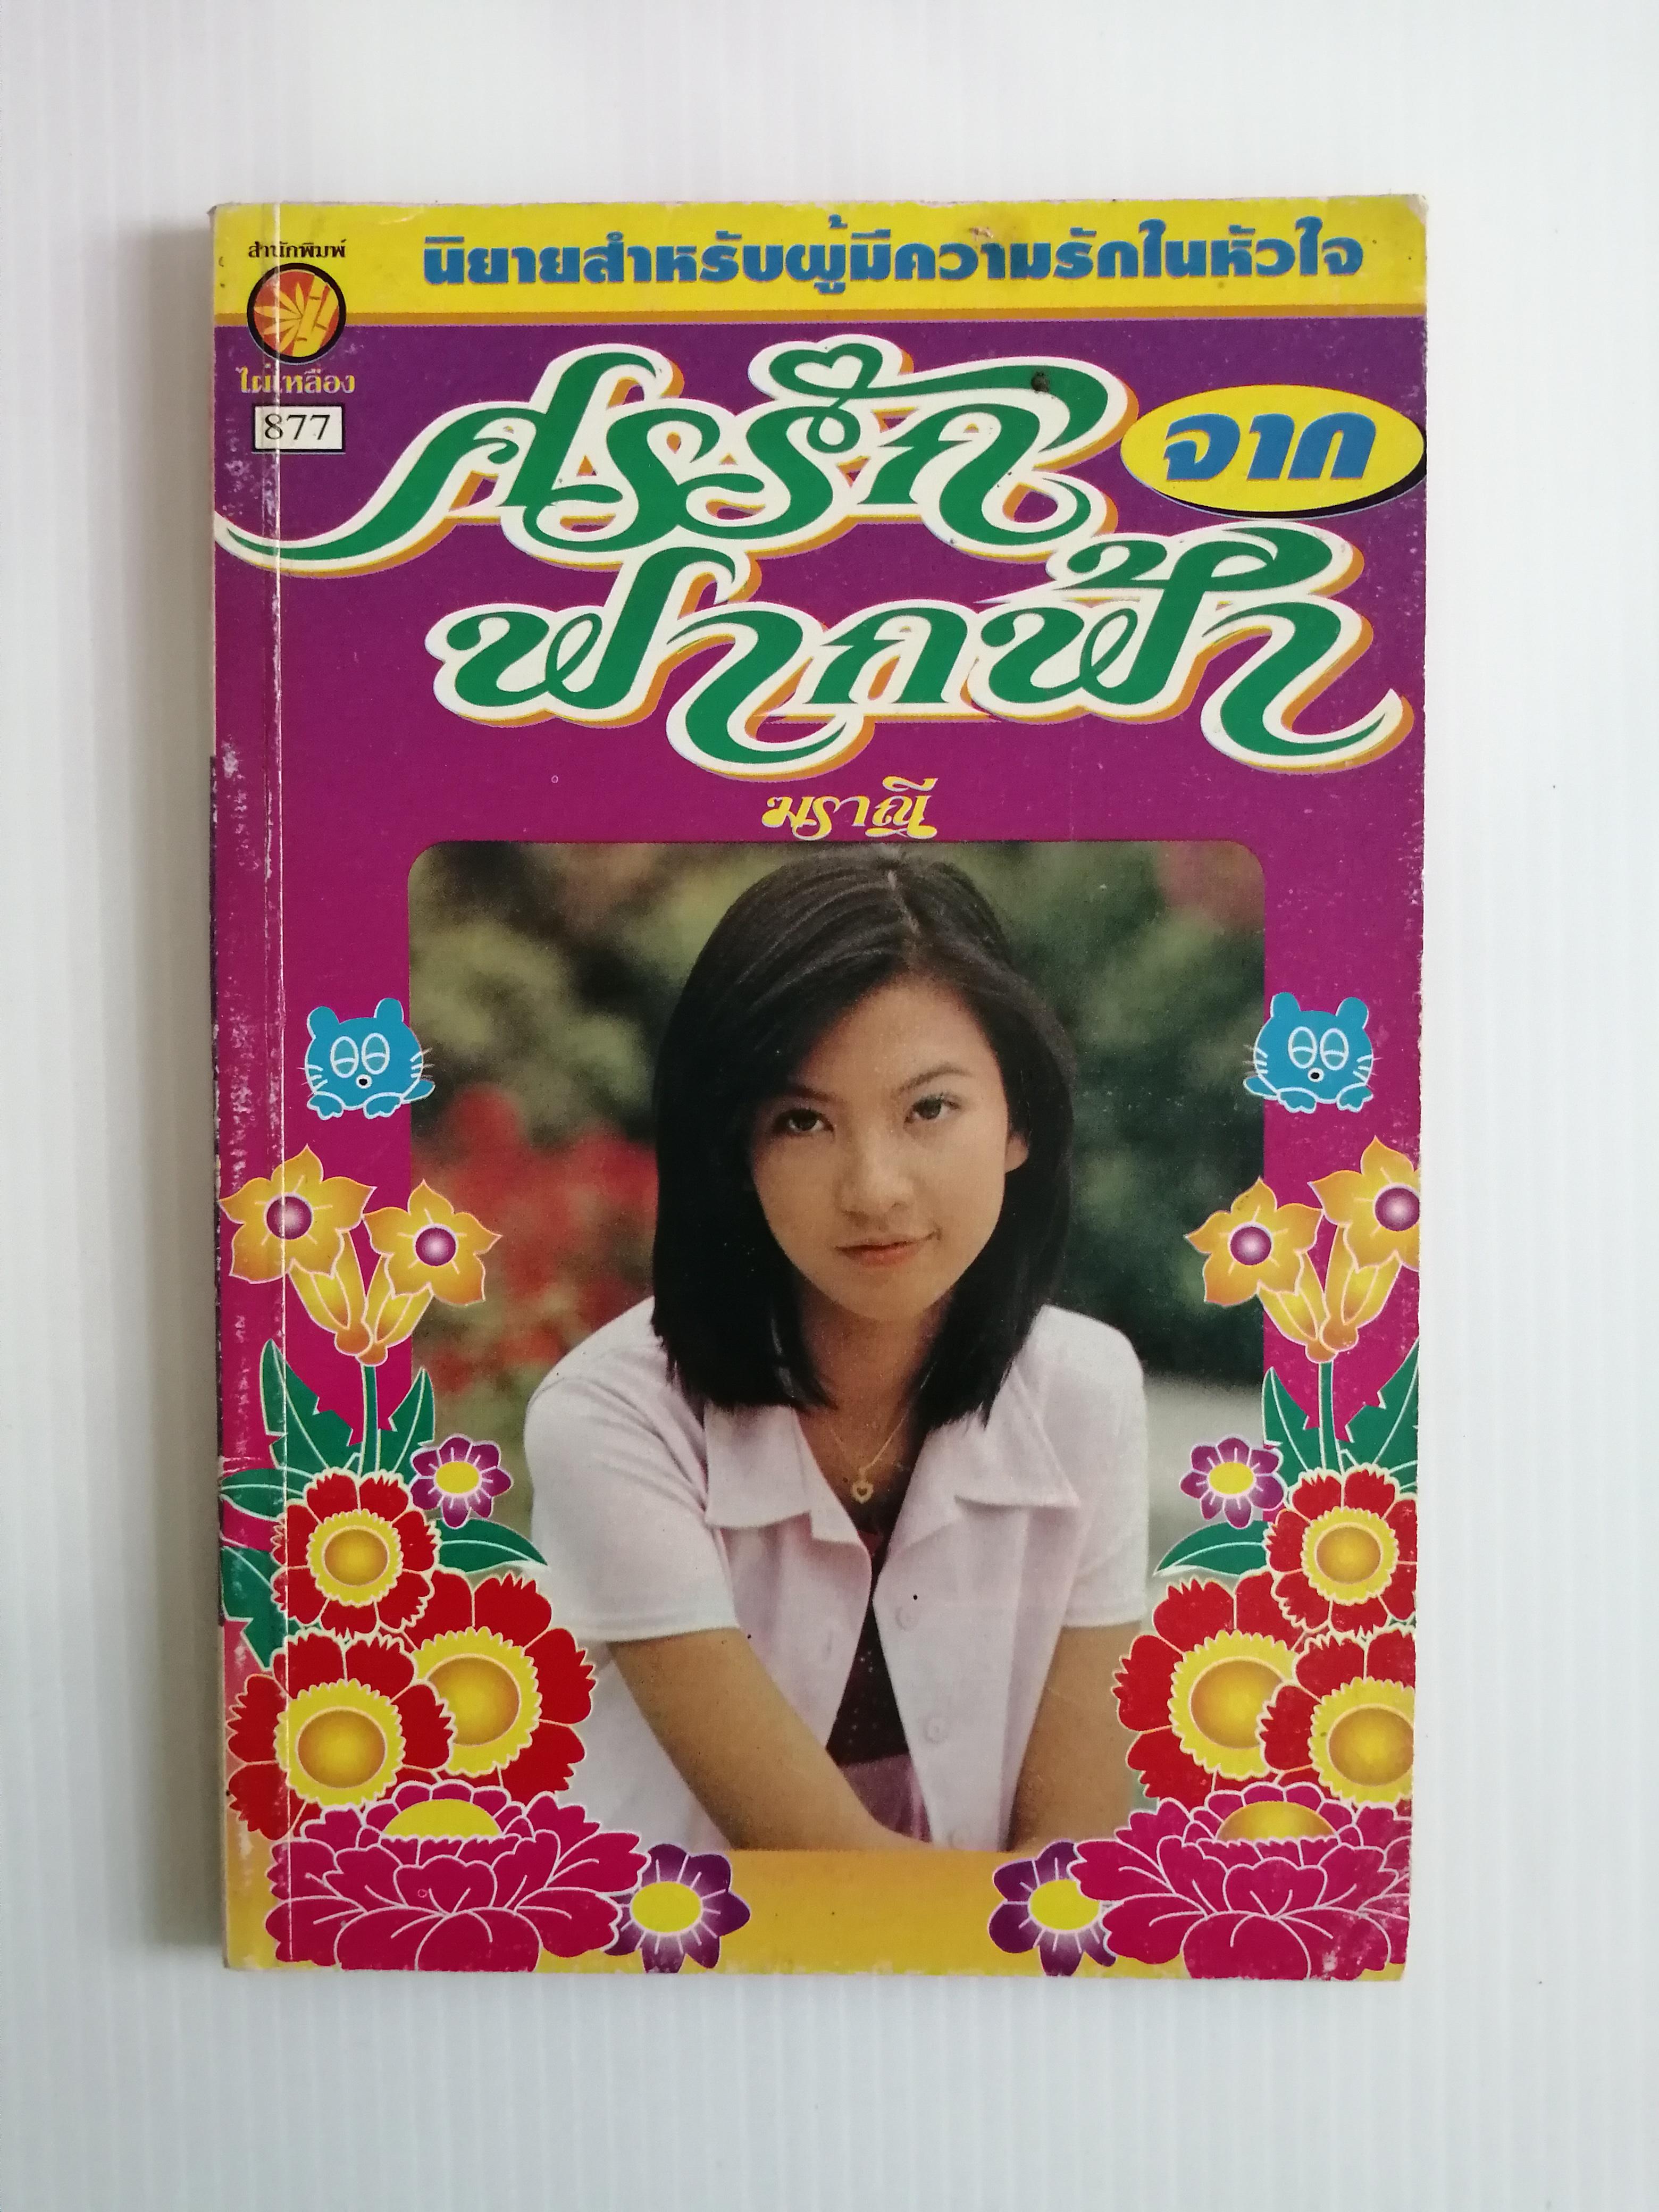 นิยายสำหรับผู้มีความรักในหัวใจ
สำนักพิมพ์
ไผ่เหลือง
877
ศรรัก จาก
ฟากฟ้า
มราณี